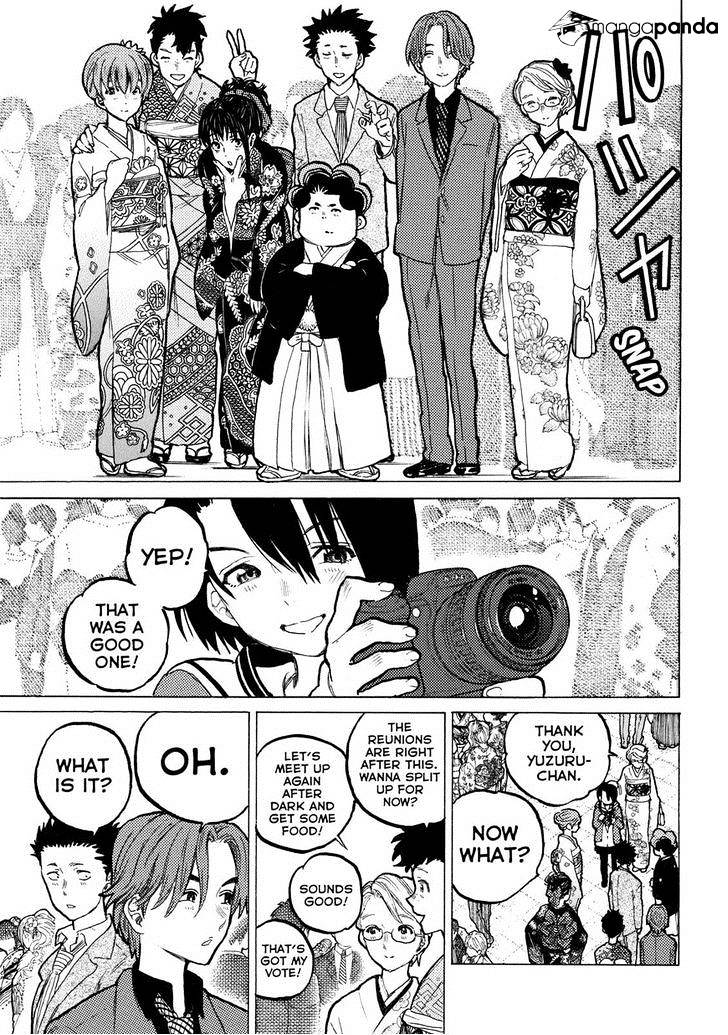 mangapanda
パシャ
SNAP
YEP!
THAT
WAS A
GOOD
ONE!
THANK
YOU,
YUZURU-
CHAN.
NOW
WHAT?
THE
REUNIONS
ARE RIGHT
AFTER THIS.
WANNA SPLIT
UP FOR
NOW?
LET'S
MEET UP
AGAIN
AFTER
DARK AND
GET SOME
FOOD!
SOUNDS
GOOD!
THAT'S
GOT MY
VOTE!
OH.
WHAT
IS IT?